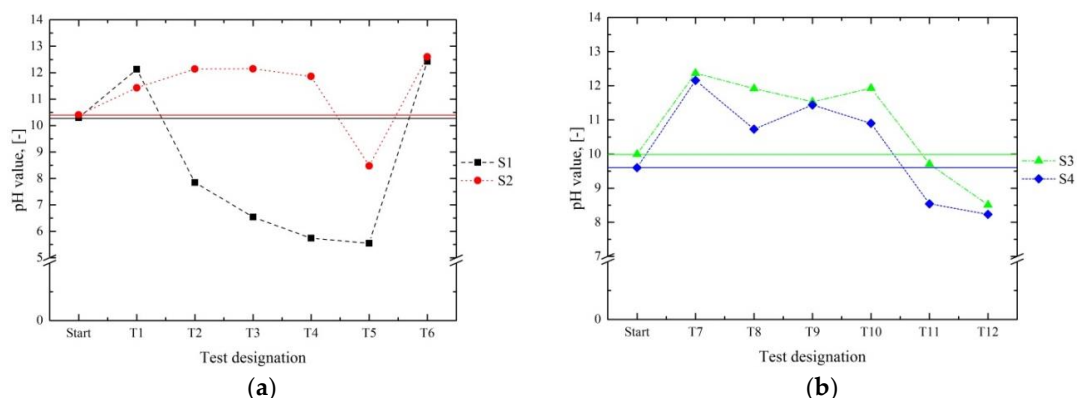 14
13
12
11
10
9
8
7
6
5
0
pH value, [-]
Start T1 T2 T3 T4 T5 T6
Test designation
S1
S2
(a)
14
13
12
11
10
9
8
7
0
pH value, [-]
Start T7 T8 T9 T10 T11 T12
Test designation
S3
S4
(b)